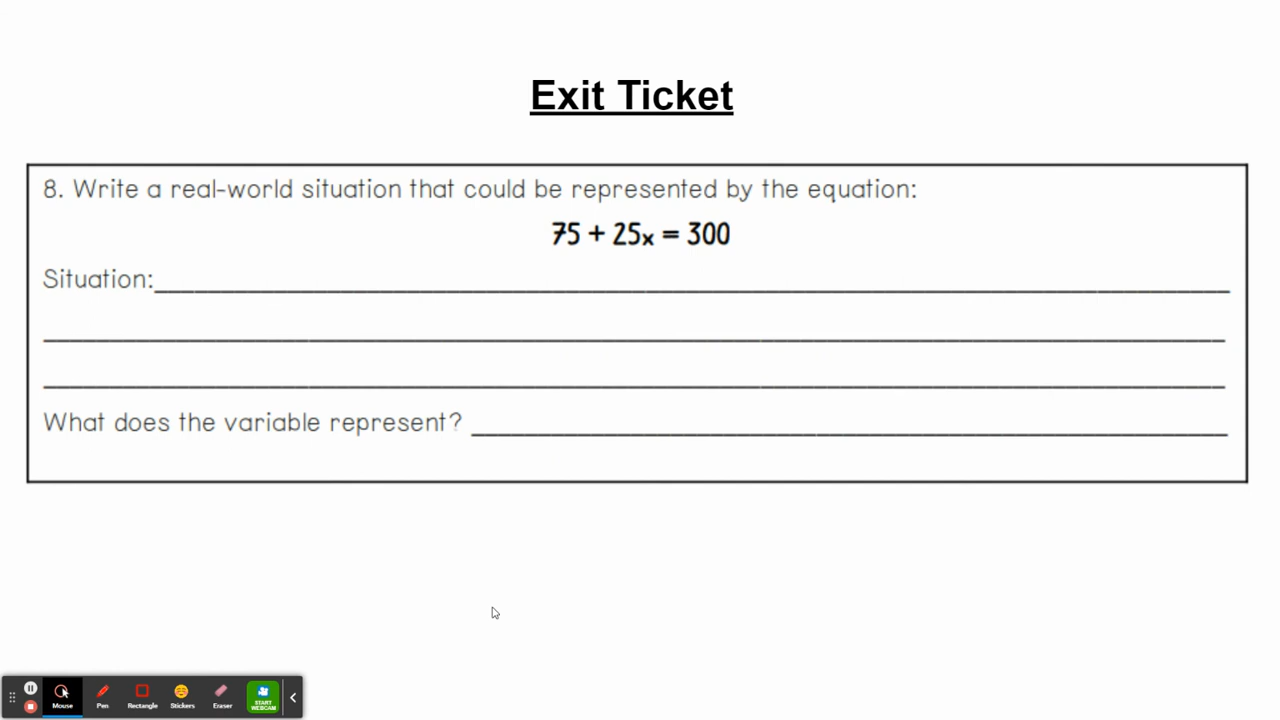 Exit Ticket
8. Write a real-world situation that could be represented by the equation:
75 + 25x = 300
Situation:
What does the variable represent?
Mouse
Pen
Rectangle
Stickers
Eraser
START
WEBCAM